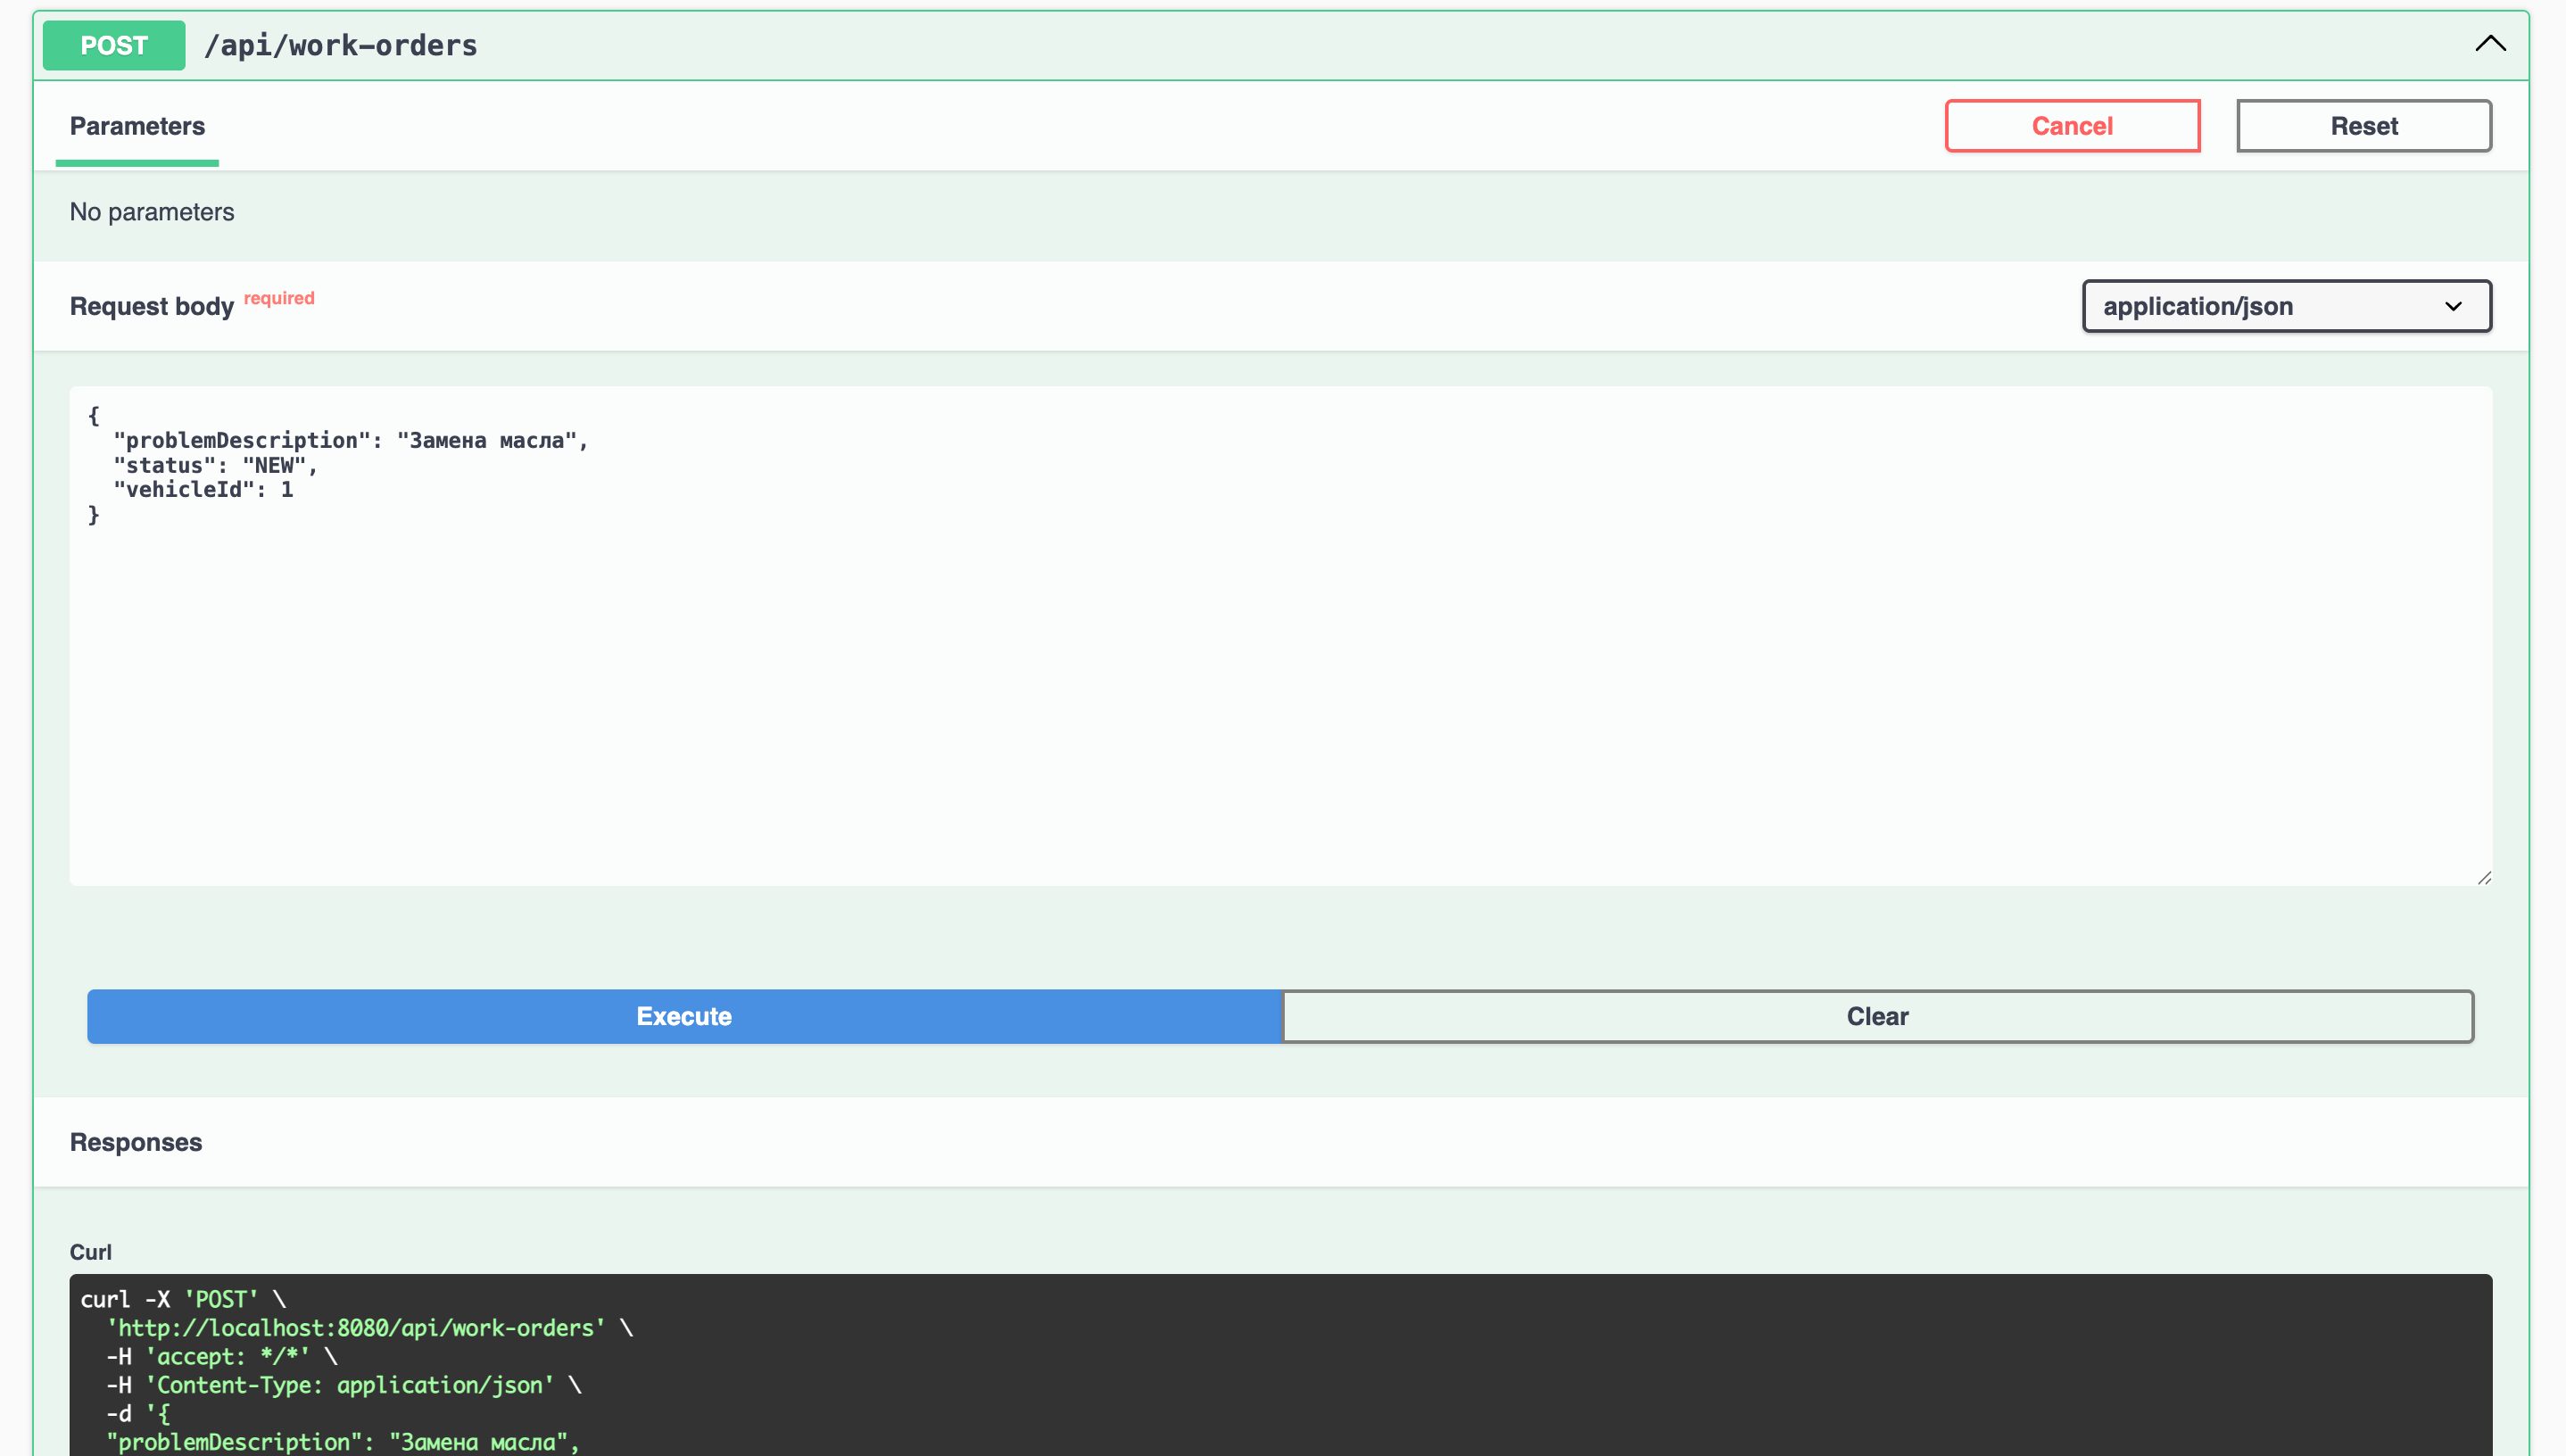 POST /api/work-orders
Parameters
Cancel
Reset
No parameters
Request body required
application/json
{
  "problemDescription": "Замена масла",
  "status": "NEW",
  "vehicleId": 1
}
Execute
Clear
Responses
Curl
curl -X 'POST' \
  'http://localhost:8080/api/work-orders' \
  -H 'accept: */*' \
  -H 'Content-Type: application/json' \
  -d '{
  "problemDescription": "Замена масла",